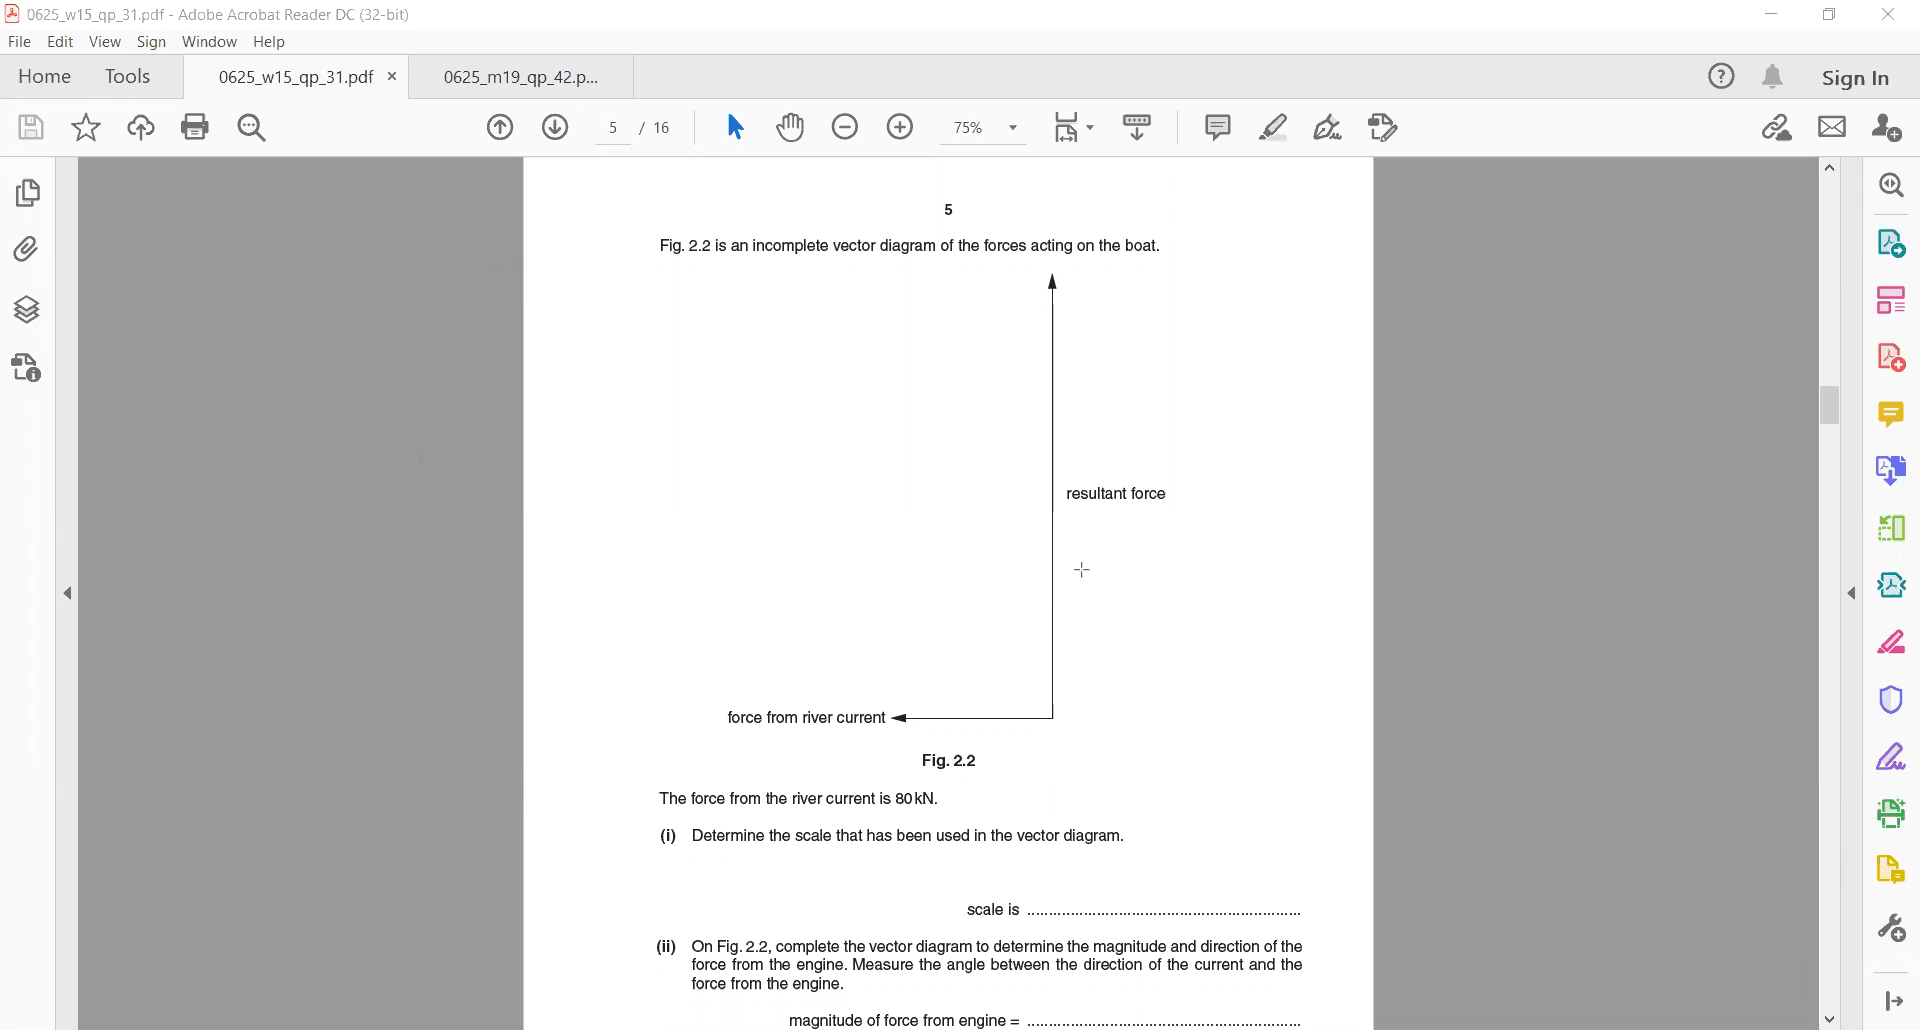 0625_w15_qp_31.pdf - Adobe Acrobat Reader DC (32-bit)
File Edit View Sign Window Help
Home Tools 0625_w15_qp_31.pdf × 0625_m19_qp_42.p... Sign In
5 / 16 75%
5
Fig. 2.2 is an incomplete vector diagram of the forces acting on the boat.
resultant force
force from river current
Fig. 2.2
The force from the river current is 80 kN.
(i) Determine the scale that has been used in the vector diagram.
scale is ...............................................................
(ii) On Fig. 2.2, complete the vector diagram to determine the magnitude and direction of the
force from the engine. Measure the angle between the direction of the current and the
force from the engine.
magnitude of force from engine = ...............................................................